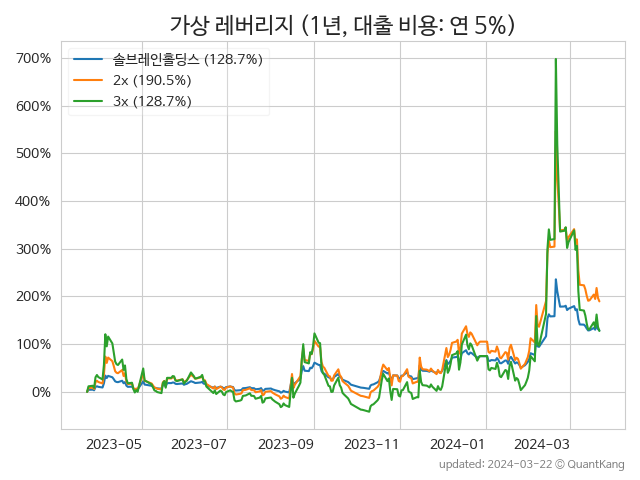 가상 레버리지 (1년, 대출 비용: 연 5%)
700%
600%
500%
400%
300%
200%
100%
0%
솔브레인홀딩스 (128.7%)
2x (190.5%)
3x (128.7%)
2023-05
2023-07
2023-09
2023-11
2024-01
2024-03
updated: 2024-03-22 © QuantKang